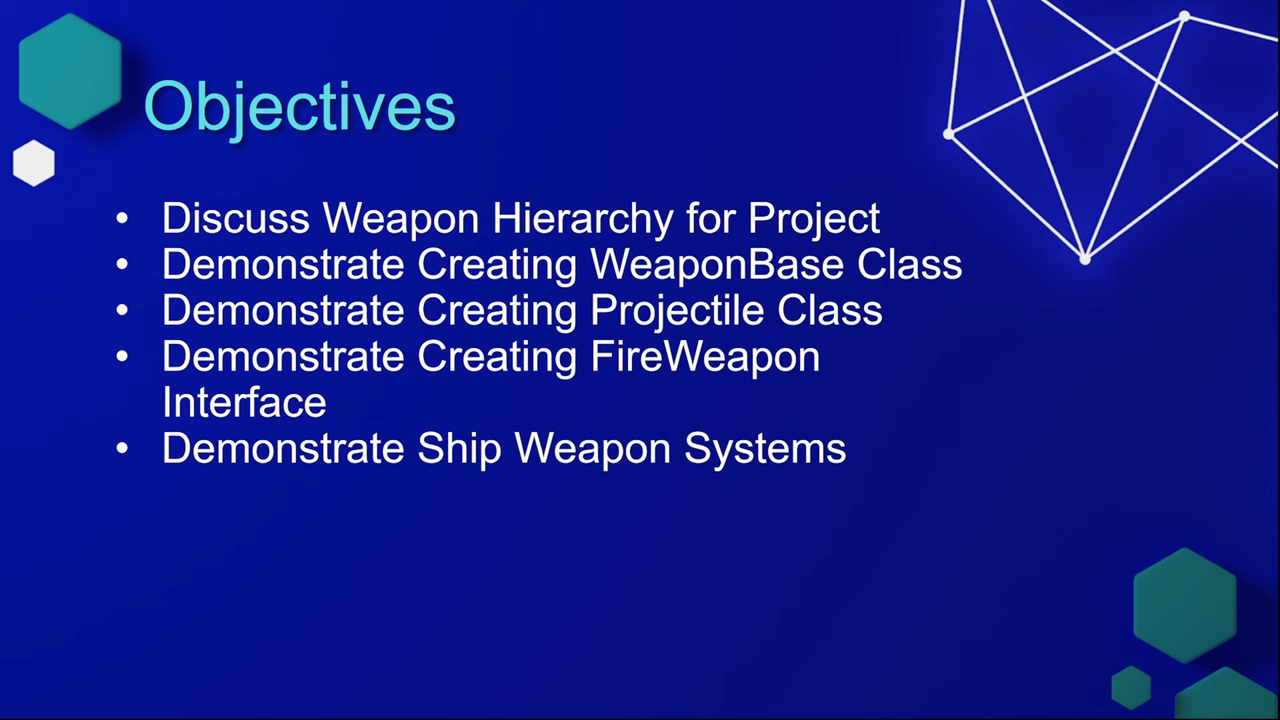 Objectives
• Discuss Weapon Hierarchy for Project
• Demonstrate Creating WeaponBase Class
• Demonstrate Creating Projectile Class
• Demonstrate Creating FireWeapon
Interface
• Demonstrate Ship Weapon Systems